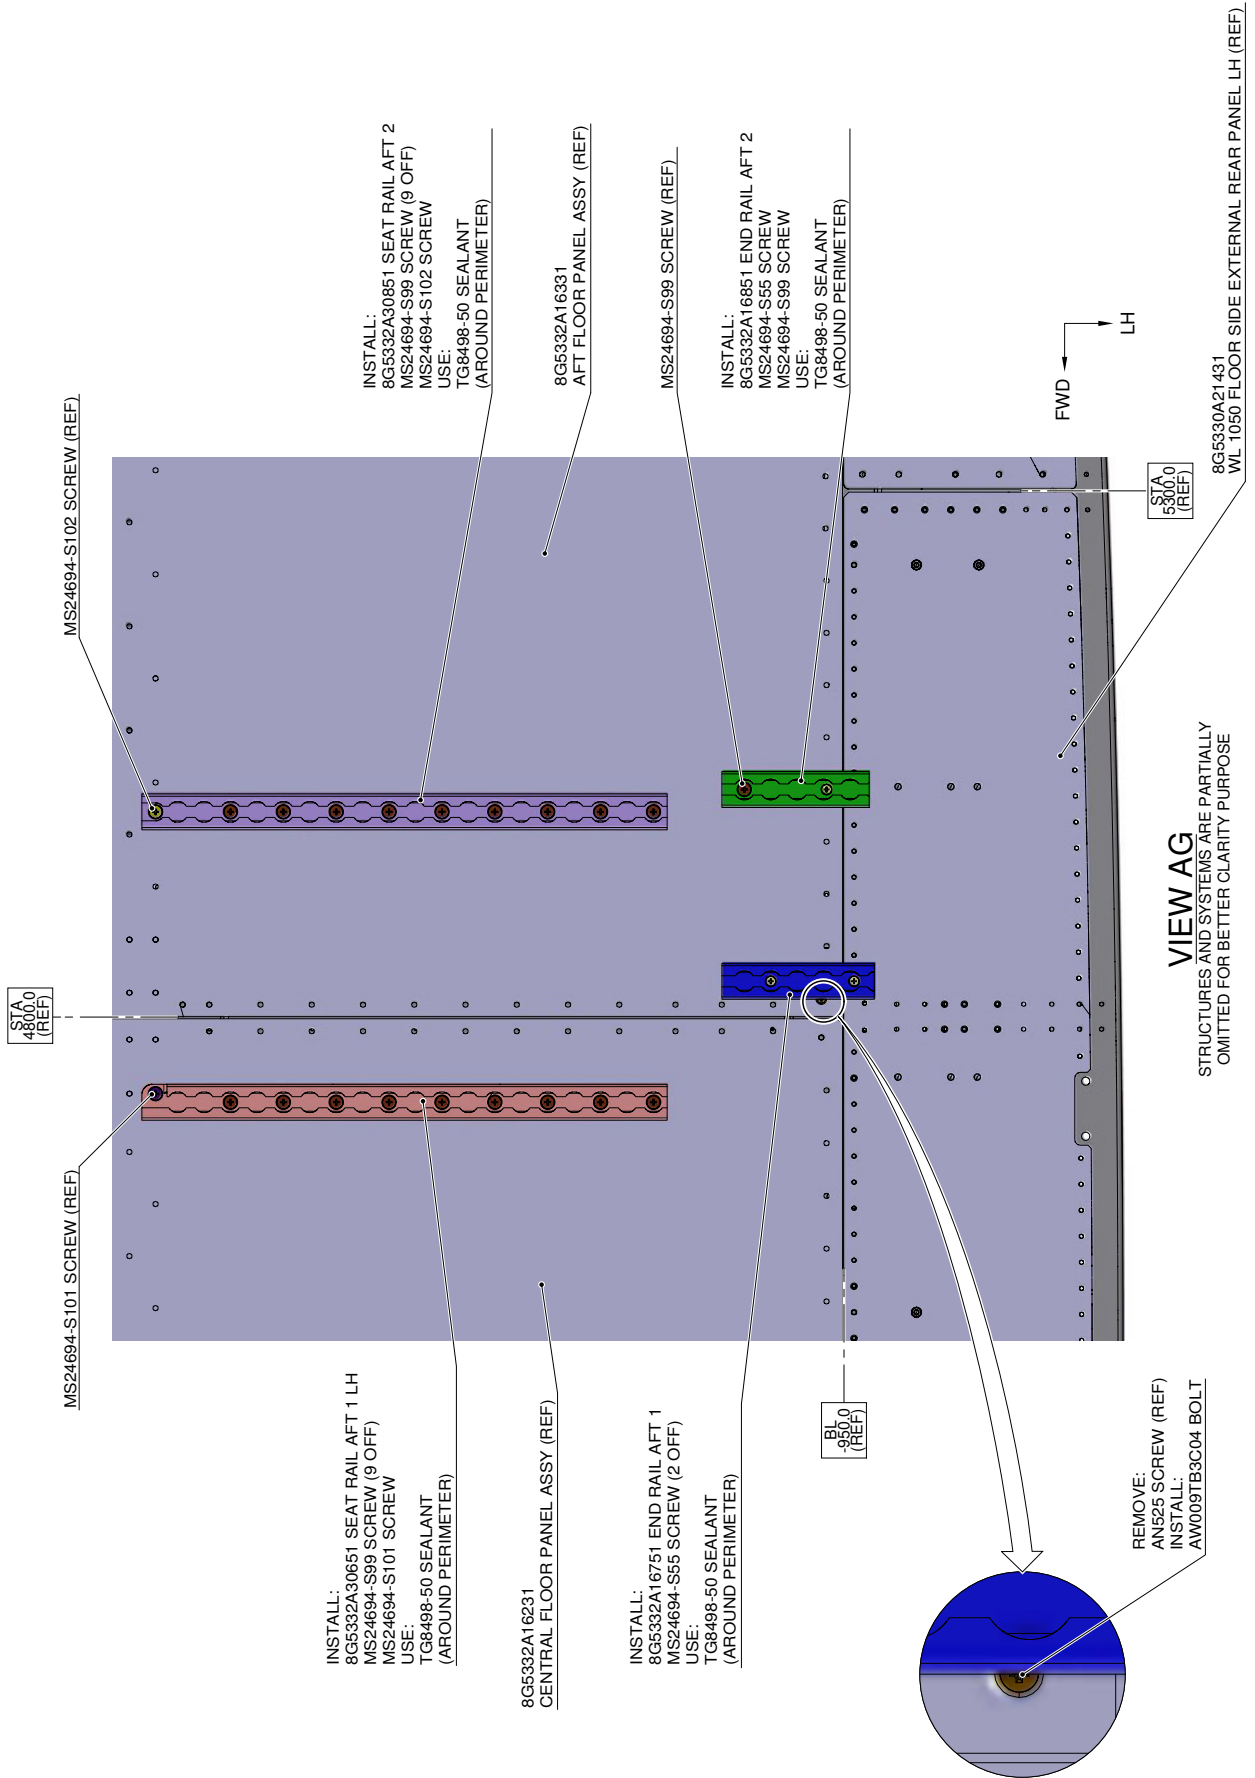 STA
4800.0
(REF)
MS24694-S101 SCREW (REF)
MS24694-S102 SCREW (REF)
INSTALL:
8G5332A30651 SEAT RAIL AFT 1 LH
MS24694-S99 SCREW (9 OFF)
MS24694-S101 SCREW
USE:
TG8498-50 SEALANT
(AROUND PERIMETER)
INSTALL:
8G5332A30851 SEAT RAIL AFT 2
MS24694-S99 SCREW (9 OFF)
MS24694-S102 SCREW
USE:
TG8498-50 SEALANT
(AROUND PERIMETER)
8G5332A16231
CENTRAL FLOOR PANEL ASSY (REF)
8G5332A16331
AFT FLOOR PANEL ASSY (REF)
MS24694-S99 SCREW (REF)
INSTALL:
8G5332A16751 END RAIL AFT 1
MS24694-S55 SCREW (2 OFF)
USE:
TG8498-50 SEALANT
(AROUND PERIMETER)
INSTALL:
8G5332A16851 END RAIL AFT 2
MS24694-S55 SCREW
MS24694-S99 SCREW
USE:
TG8498-50 SEALANT
(AROUND PERIMETER)
BL
-950.0
(REF)
FWD
LH
STA
5300.0
(REF)
REMOVE:
AN525 SCREW (REF)
INSTALL:
AW009TB3C04 BOLT
8G5330A21431
WL 1050 FLOOR SIDE EXTERNAL REAR PANEL LH (REF)
VIEW AG
STRUCTURES AND SYSTEMS ARE PARTIALLY
OMITTED FOR BETTER CLARITY PURPOSE